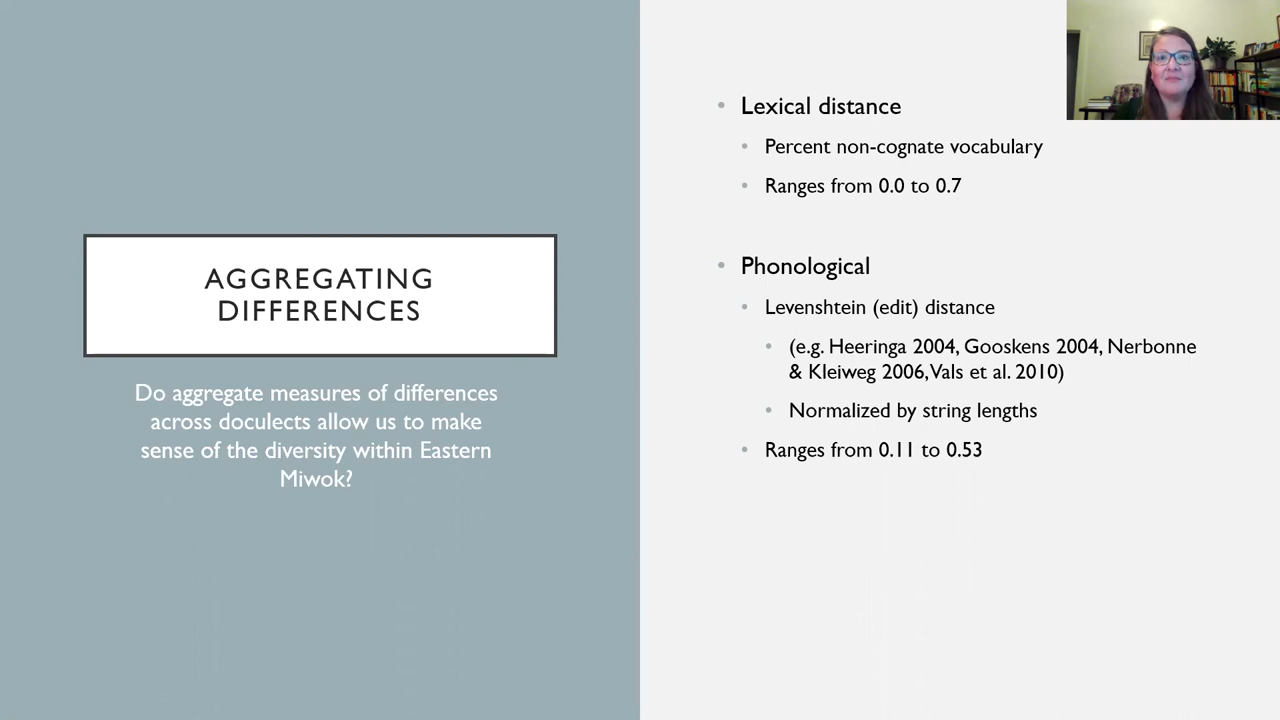 AGGREGATING
DIFFERENCES
Do aggregate measures of differences
across doculects allow us to make
sense of the diversity within Eastern
Miwok?
• Lexical distance
• Percent non-cognate vocabulary
• Ranges from 0.0 to 0.7
• Phonological
• Levenshtein (edit) distance
• (e.g. Heeringa 2004, Gooskens 2004, Nerbonne
& Kleiweg 2006, Vals et al. 2010)
• Normalized by string lengths
• Ranges from 0.11 to 0.53